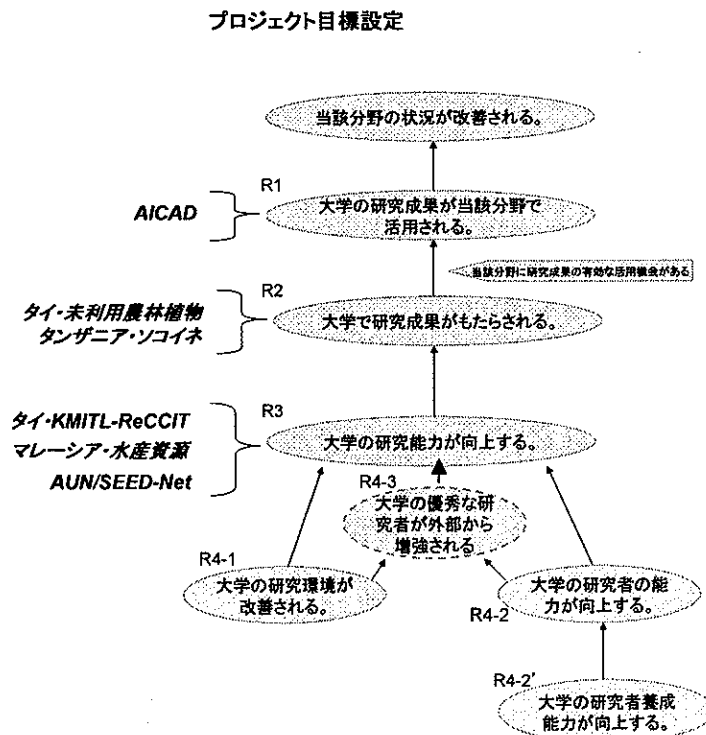 プロジェクト目標設定
当該分野の状況が改善される。
R1
AICAD
大学の研究成果が当該分野で
活用される。
当該分野に研究成果の有効な活用機会がある
R2
タイ・未利用農林植物
タンザニア・ソコイネ
大学で研究成果がもたらされる。
R3
タイ・KMITL-ReCCIT
マレーシア・水産資源
AUN/SEED-Net
大学の研究能力が向上する。
R4-3
大学の優秀な研
究者が外部から
増強される
R4-1
大学の研究環境が
改善される。
R4-2
大学の研究者の能
力が向上する。
R4-2'
大学の研究者養成
能力が向上する。